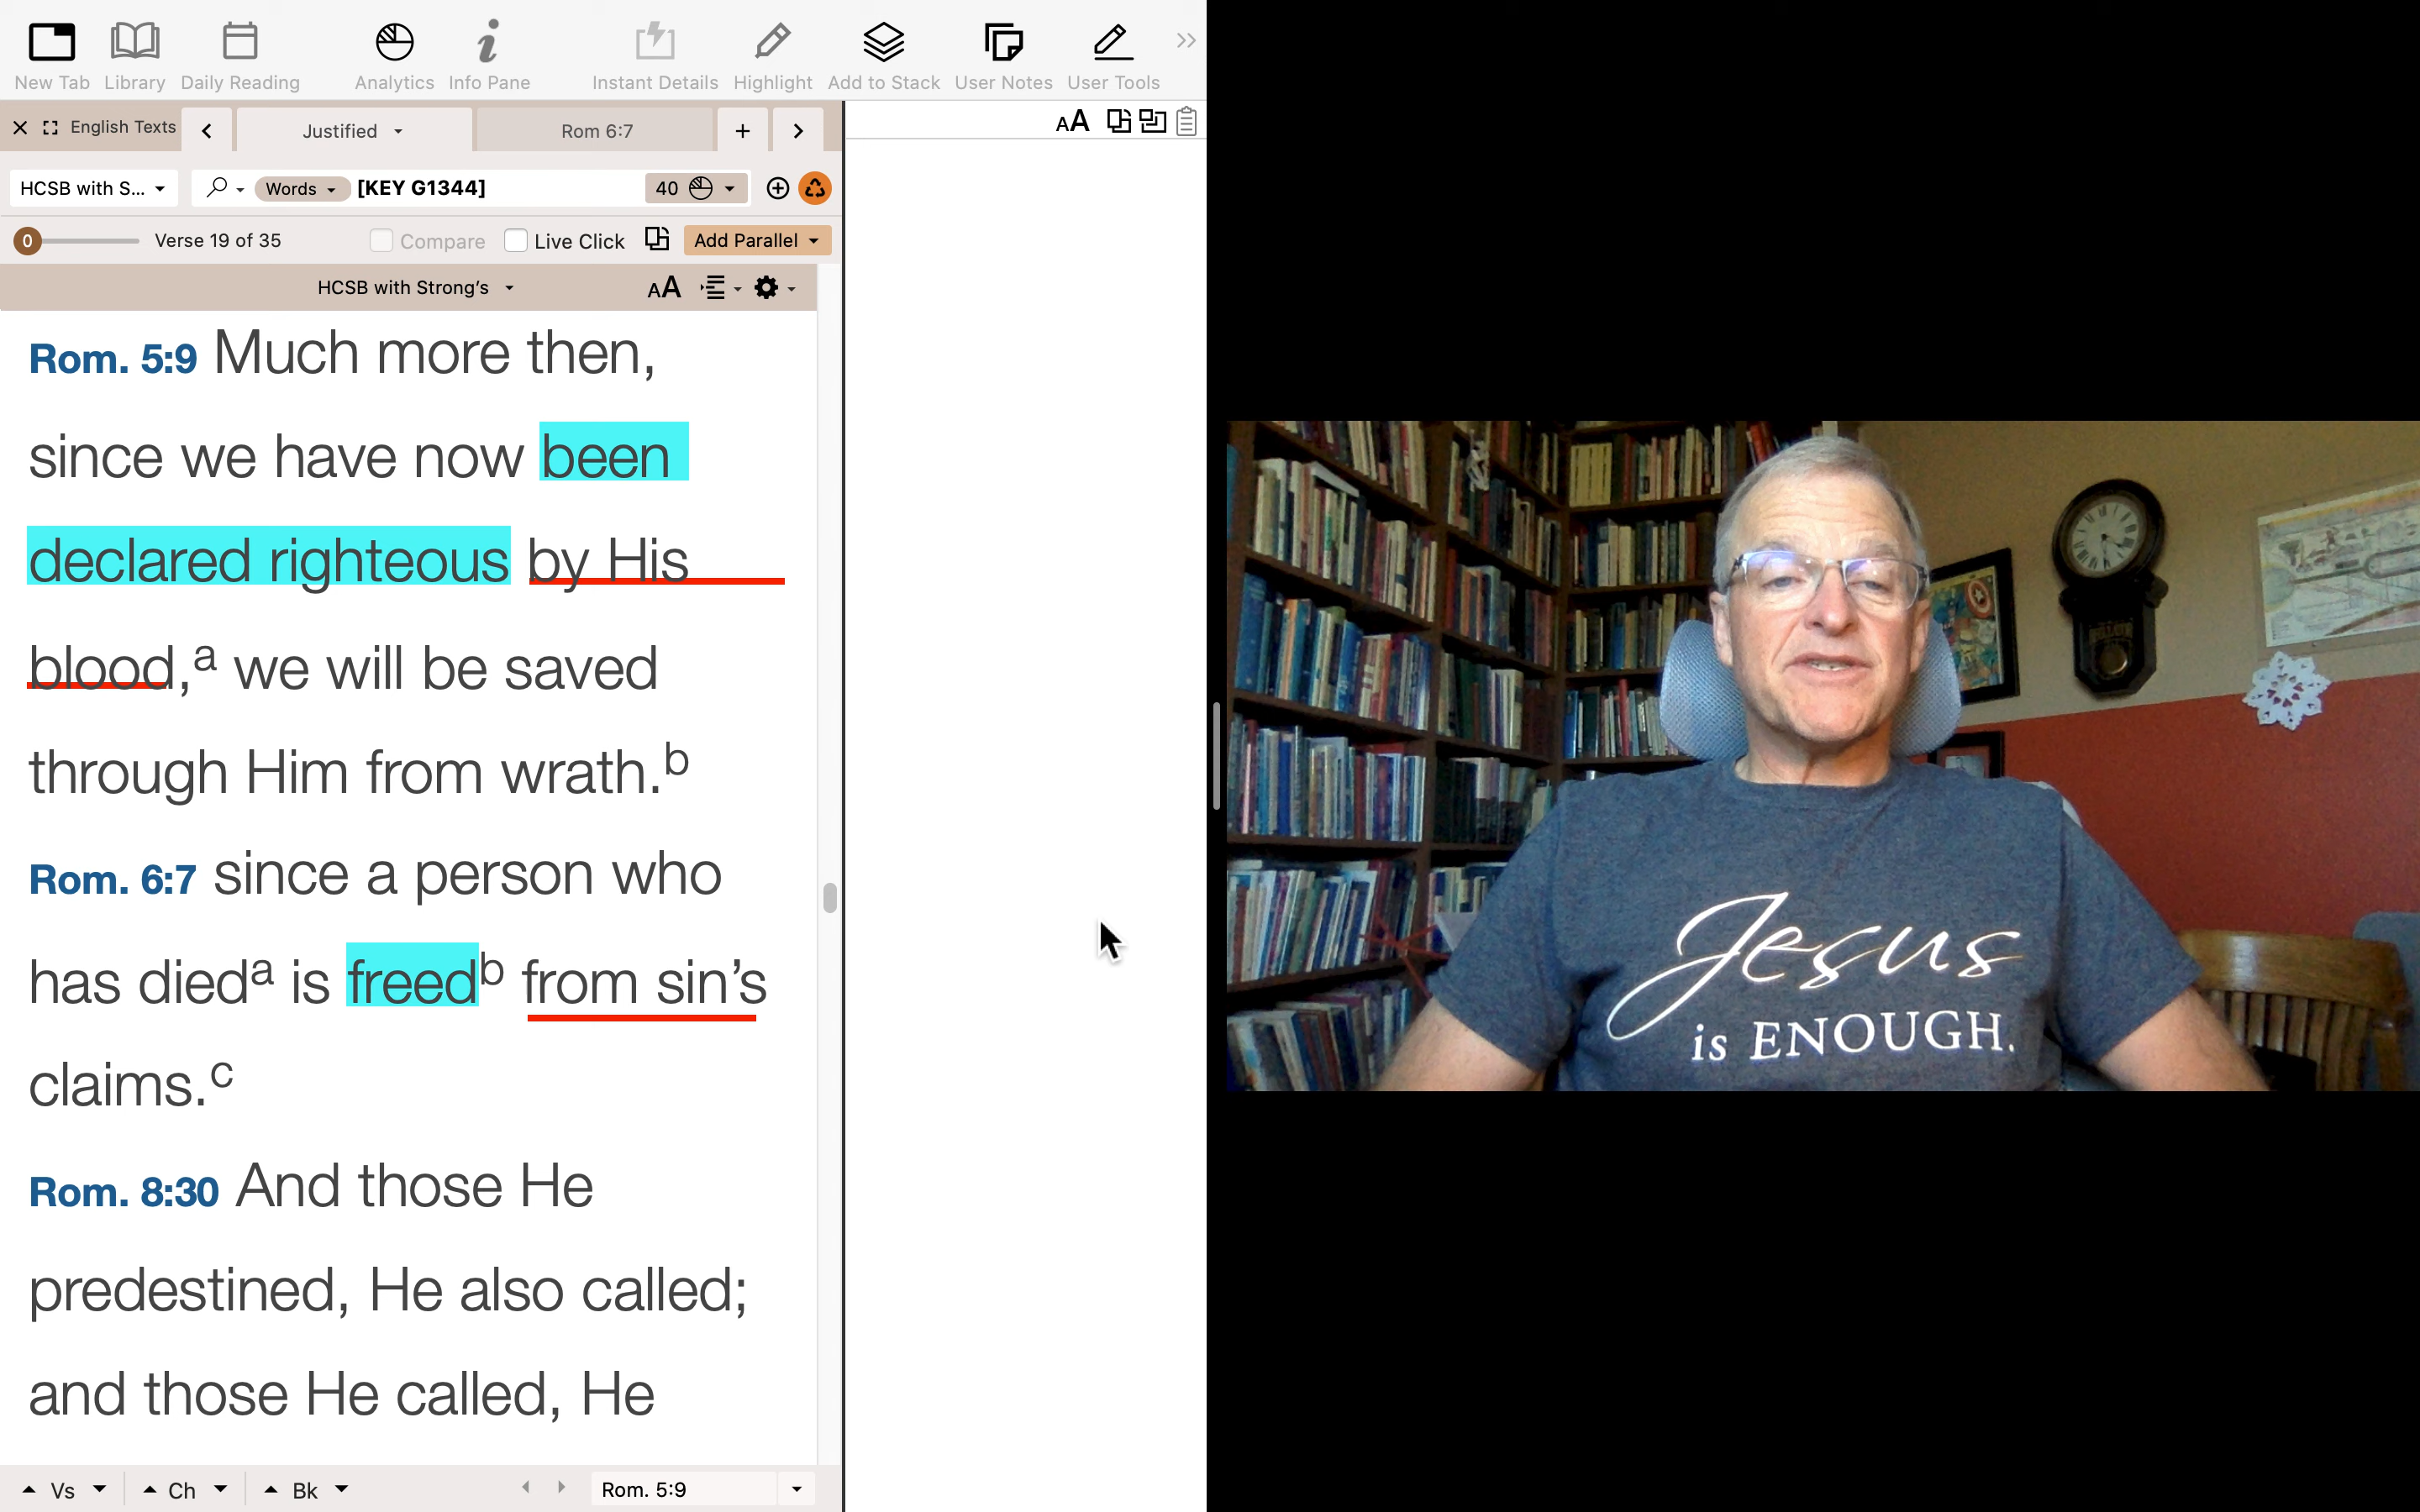 New Tab Library Daily Reading Analytics Info Pane Instant Details Highlight Add to Stack User Notes User Tools
English Texts Justified Rom 6:7
HCSB with S... Words [KEY G1344] 40
0 Verse 19 of 35 Compare Live Click Add Parallel
HCSB with Strong’s AA
AA
Rom. 5:9 Much more then,
since we have now been
declared righteous by His
blood,a we will be saved
through Him from wrath.b
Rom. 6:7 since a person who
has dieda is freedb from sin’s
claims.c
Rom. 8:30 And those He
predestined, He also called;
and those He called, He
Vs Ch Bk Rom. 5:9
Jesus
is ENOUGH.